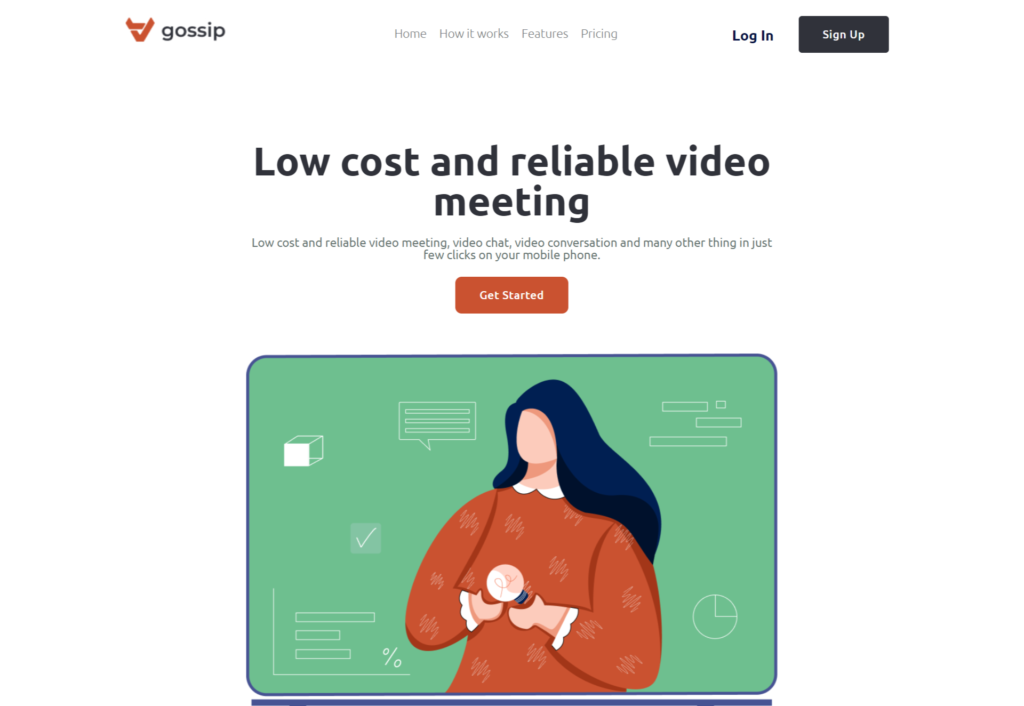 gossip
Home How it works Features Pricing
Log In
Sign Up
Low cost and reliable video
meeting
Low cost and reliable video meeting, video chat, video conversation and many other thing in just
few clicks on your mobile phone.
Get Started
%